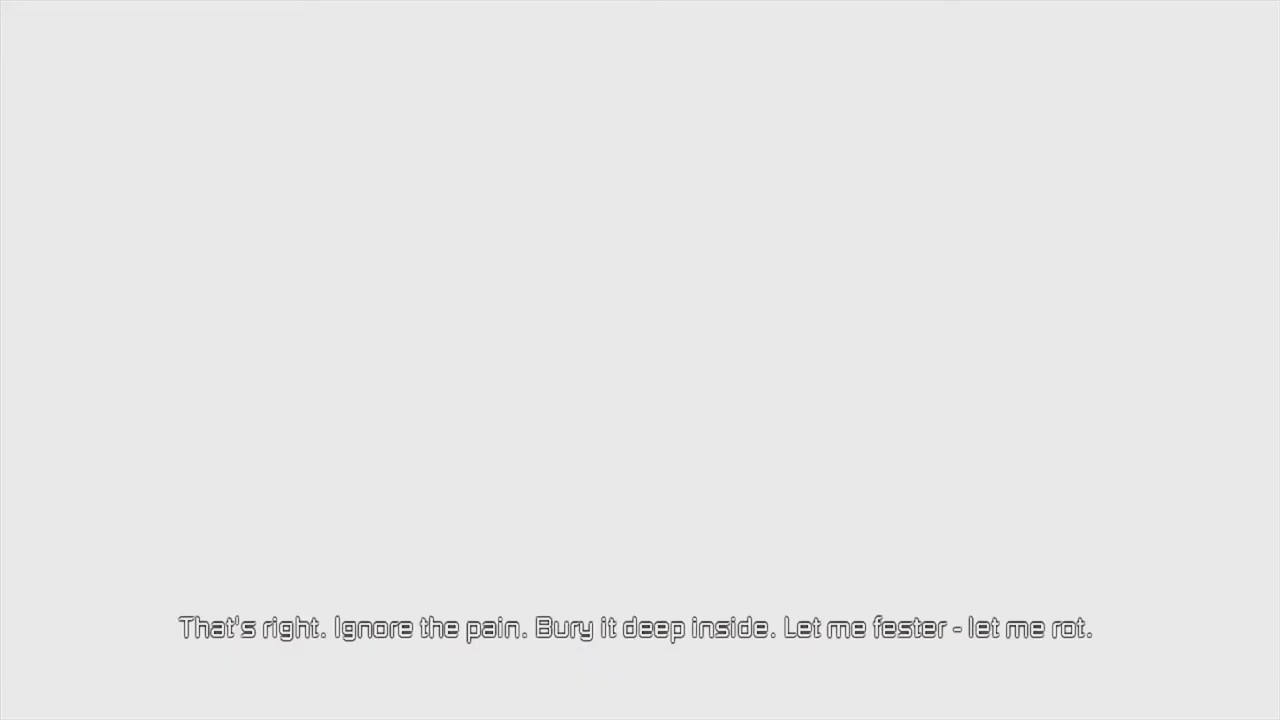 That's right. Ignore the pain. Bury it deep inside. Let me fester - let me rot.